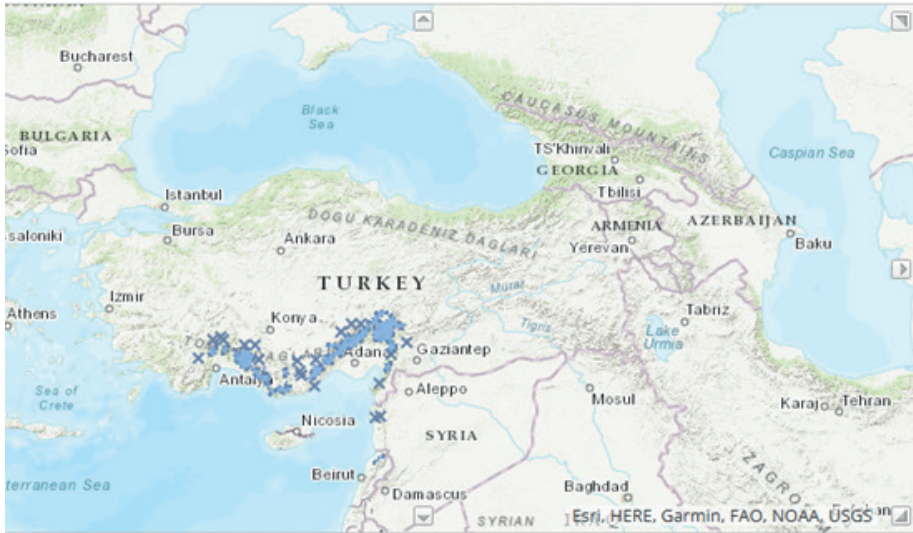 Bucharest
Black
Sea
CAUCASUS MOUNTAINS
BULGARIA
Sofia
TS'Khinvali
GEORGIA
Tbilisi
Caspian Sea
Istanbul
ssaloniki
Bursa
DOGU KARADENIZ DAGLARI
Ankara
ARMENIA
AZERBAIJAN
Yerevan
Baku
TURKEY
Murat
Izmir
Athens
Konya
Tigris
Tabriz
Lake
Urmia
Adana
Gaziantep
Antalya
Sea of
Crete
Aleppo
Mosul
Karaj
Tehran
Nicosia
SYRIA
ZAGRO
Beirut
terranean Sea
Damascus
Baghdad
SYRIAN
Esri, HERE, Garmin, FAO, NOAA, USGS